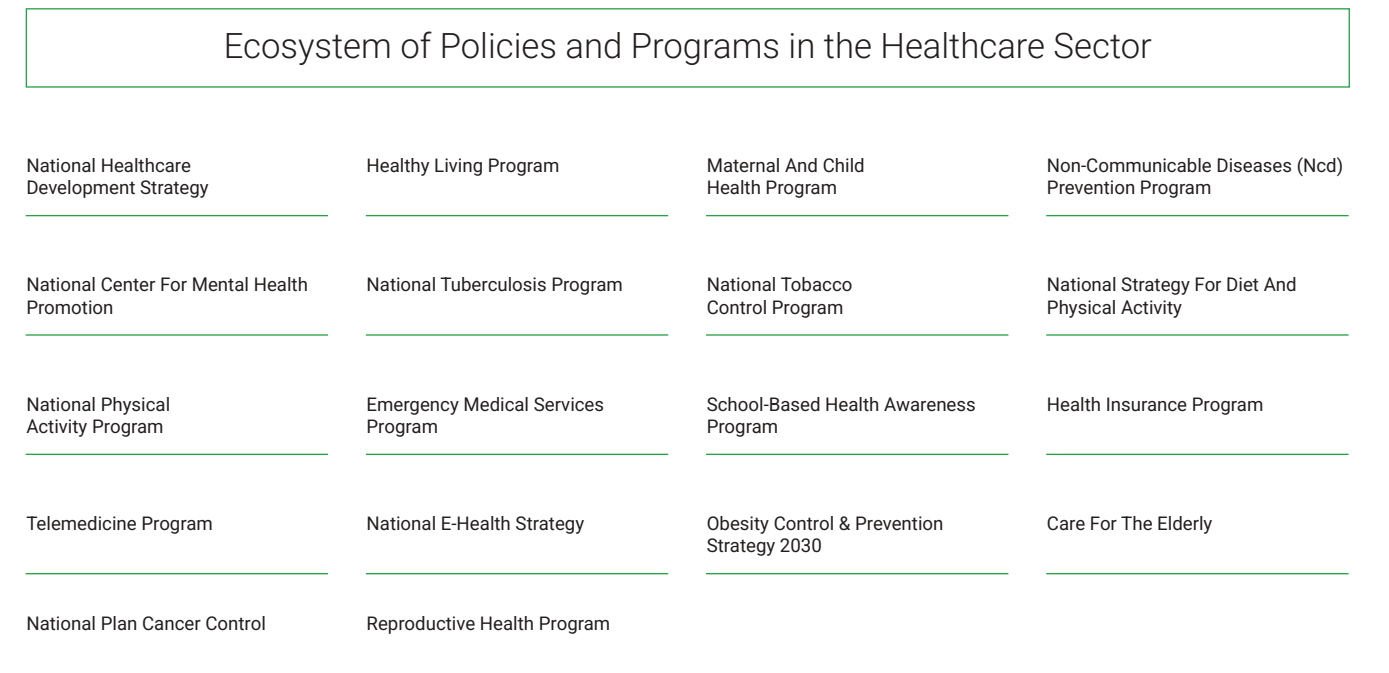 Ecosystem of Policies and Programs in the Healthcare Sector
National Healthcare
Development Strategy
Healthy Living Program
Maternal And Child
Health Program
Non-Communicable Diseases (Ncd)
Prevention Program
National Center For Mental Health
Promotion
National Tuberculosis Program
National Tobacco
Control Program
National Strategy For Diet And
Physical Activity
National Physical
Activity Program
Emergency Medical Services
Program
School-Based Health Awareness
Program
Health Insurance Program
Telemedicine Program
National E-Health Strategy
Obesity Control & Prevention
Strategy 2030
Care For The Elderly
National Plan Cancer Control
Reproductive Health Program